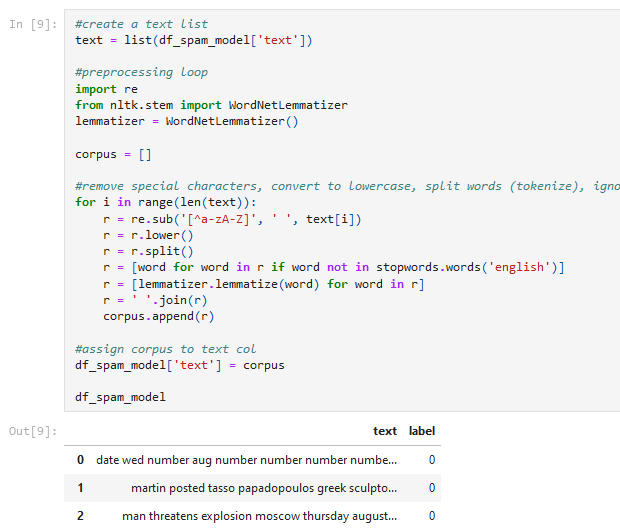 In [9]:
#create a text list
text = list(df_spam_model['text'])
#preprocessing loop
import re
from nltk.stem import WordNetLemmatizer
lemmatizer = WordNetLemmatizer()
corpus = []
#remove special characters, convert to lowercase, split words (tokenize), igno
for i in range(len(text)):
    r = re.sub('[^a-zA-Z]', ' ', text[i])
    r = r.lower()
    r = r.split()
    r = [word for word in r if word not in stopwords.words('english')]
    r = [lemmatizer.lemmatize(word) for word in r]
    r = ' '.join(r)
    corpus.append(r)
#assign corpus to text col
df_spam_model['text'] = corpus
df_spam_model
Out[9]:
text label
0 date wed number aug number number number numbe... 0
1 martin posted tasso papadopoulos greek sculpto... 0
2 man threatens explosion moscow thursday august... 0